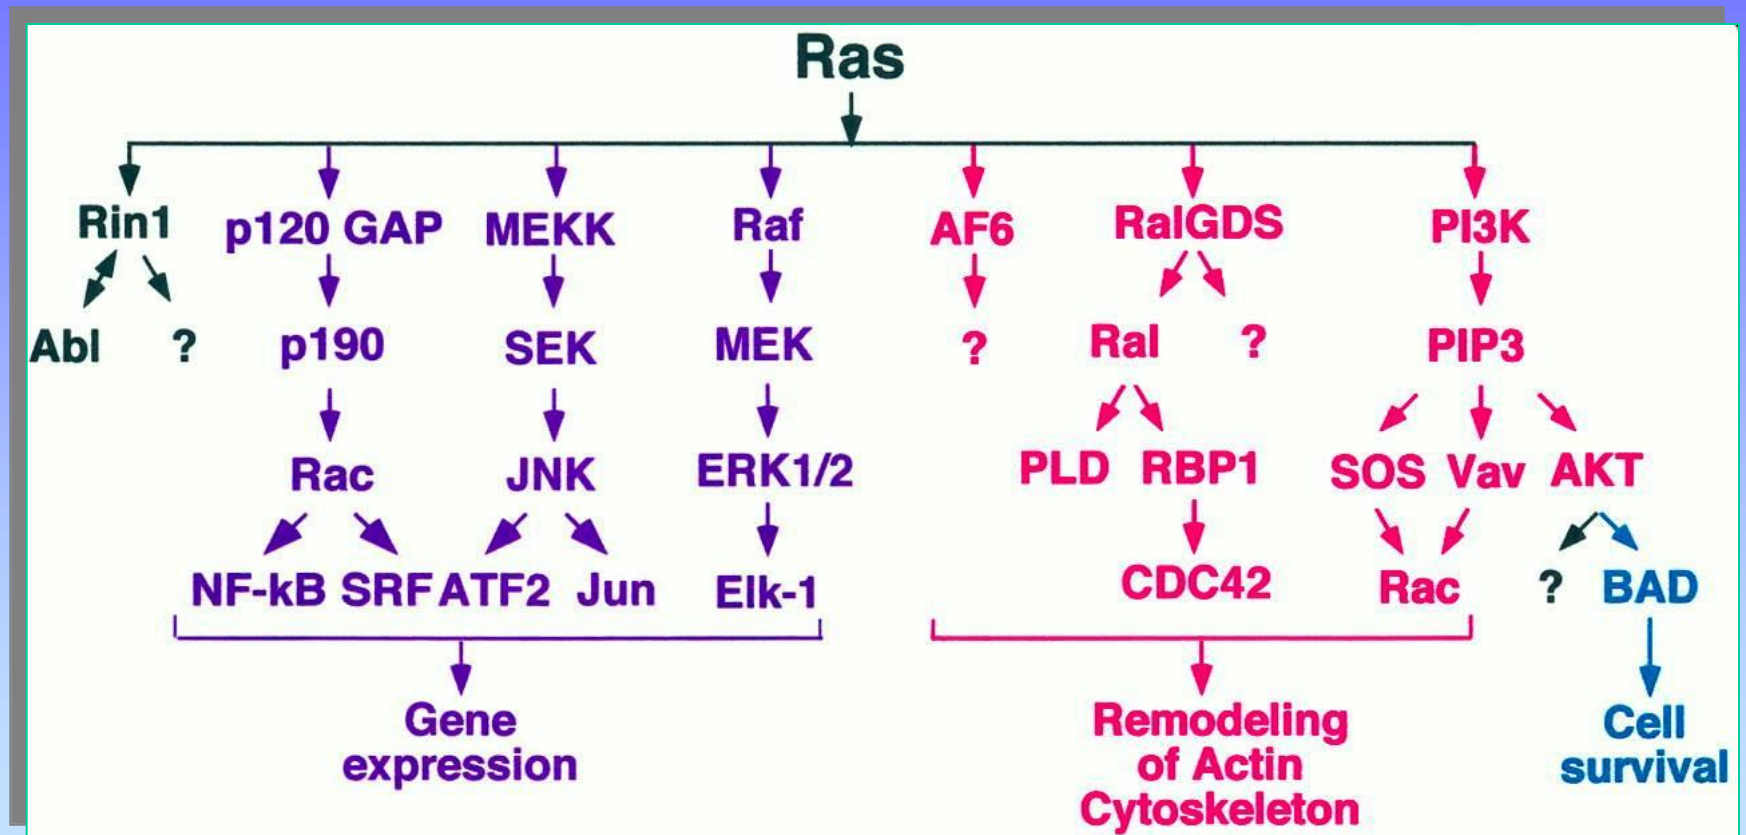 Ras
Rin1 p120 GAP MEKK Raf AF6 RalGDS PI3K
Abl ? p190 SEK MEK ? Ral ? PIP3
Rac JNK ERK1/2 PLD RBP1 SOS Vav AKT
NF-kB SRF ATF2 Jun Elk-1 CDC42 Rac ? BAD
Gene
expression
Remodeling
of Actin
Cytoskeleton
Cell
survival